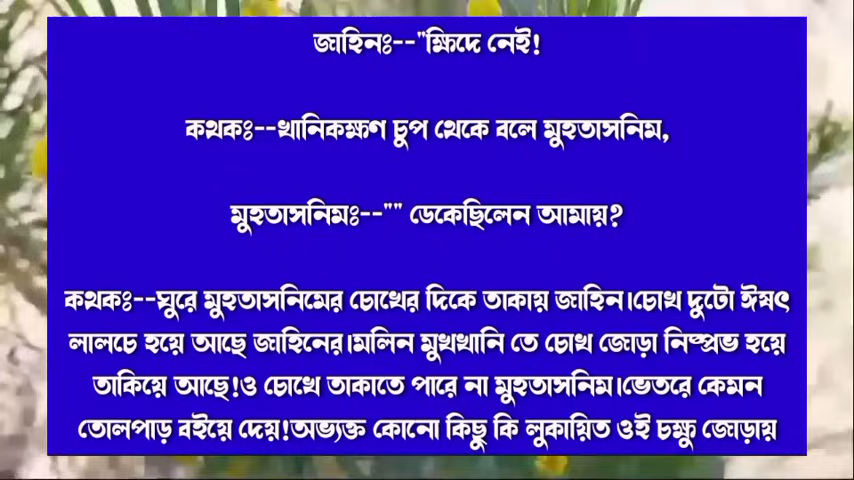 জাহিনঃ--"ক্ষিদে নেই!
কথকঃ--খানিকক্ষণ চুপ থেকে বলে মুহতাসনিম,
মুহতাসনিমঃ--"" ডেকেছিলেন আমায়?
কথকঃ--ঘুরে মুহতাসনিমের চোখের দিকে তাকায় জাহিন।চোখ দুটো ঈষৎ
লালচে হয়ে আছে জাহিনের।মলিন মুখখানি তে চোখ জোড়া নিষ্প্রভ হয়ে
তাকিয়ে আছে!ও চোখে তাকাতে পারে না মুহতাসনিম।ভেতরে কেমন
তোলপাড় বইয়ে দেয়!অভ্যক্ত কোনো কিছু কি লুকায়িত ওই চক্ষু জোড়ায়